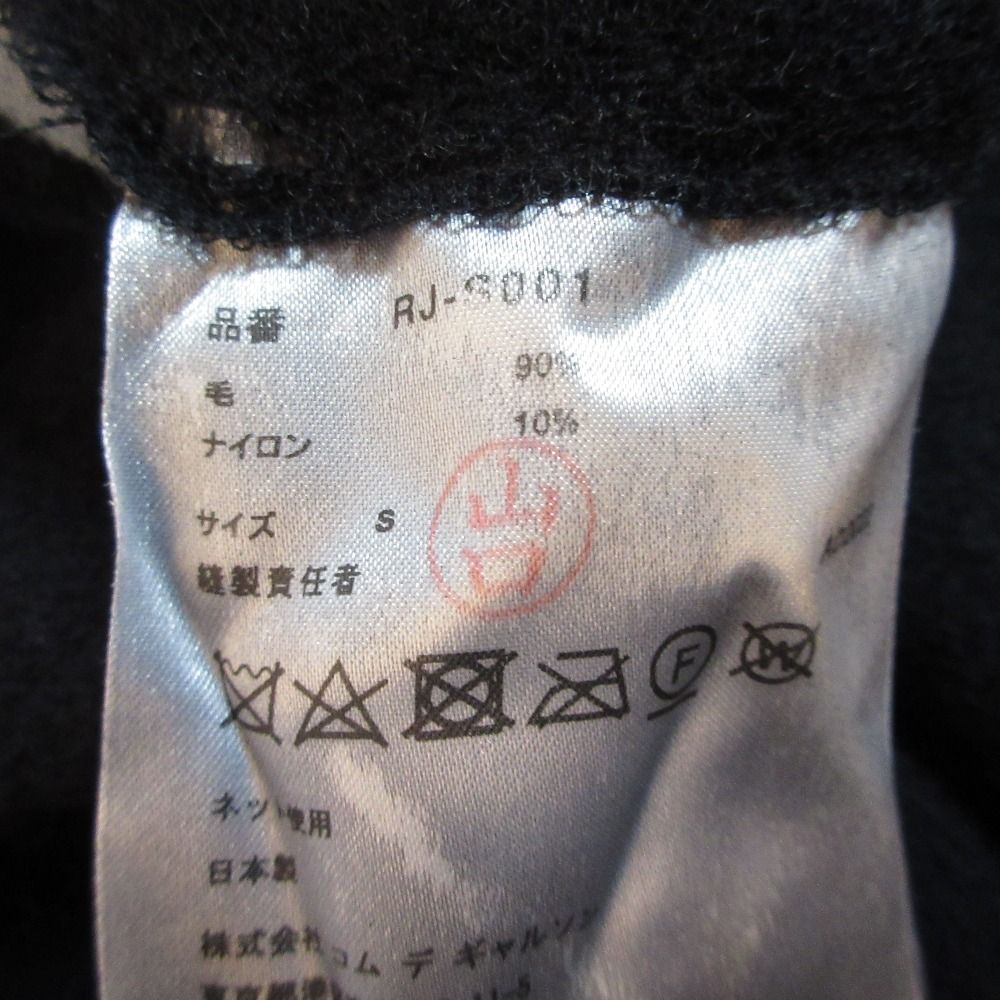 品番 RJ-S001
毛 90%
ナイロン 10%
サイズ S
縫製責任者 山口
F
W
ネット使用
日本製
株式会社コム デ ギャルソン